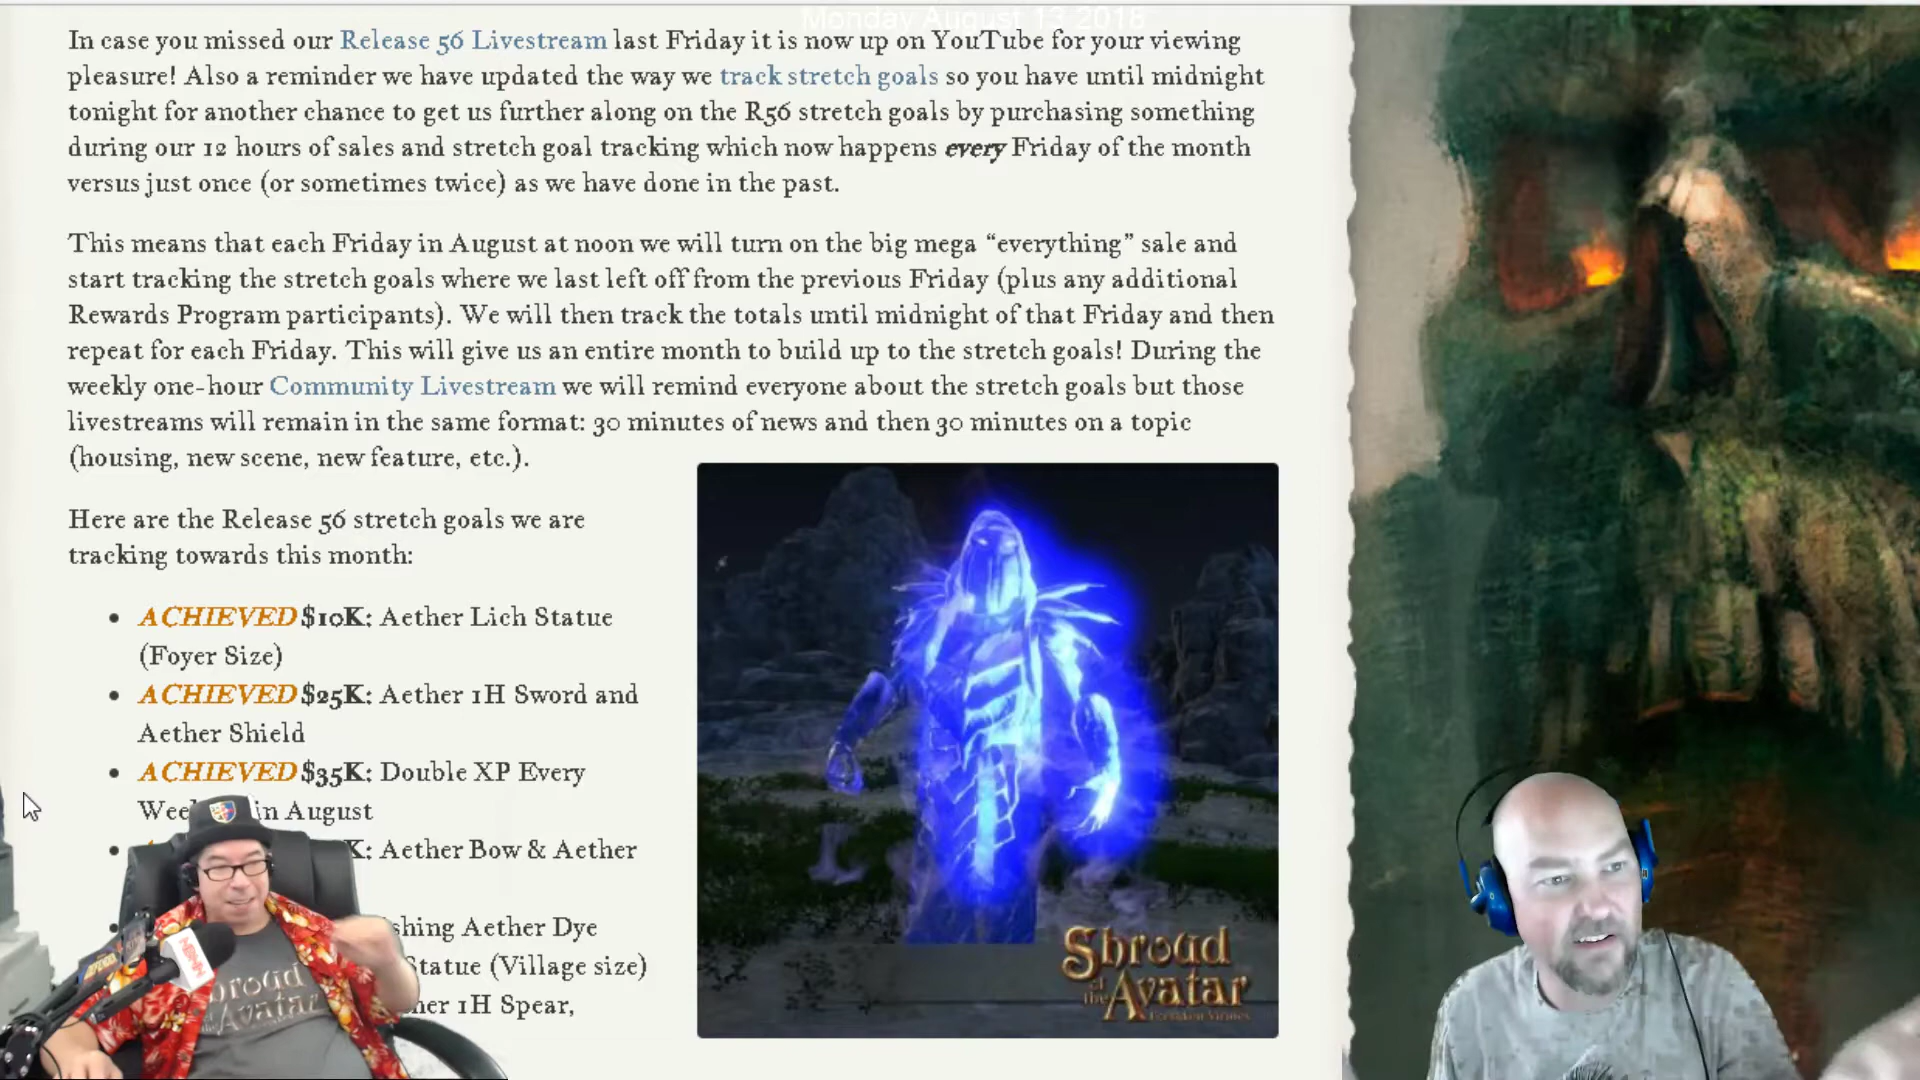 Monday August 13 2018
In case you missed our Release 56 Livestream last Friday it is now up on YouTube for your viewing
pleasure! Also a reminder we have updated the way we track stretch goals so you have until midnight
tonight for another chance to get us further along on the R56 stretch goals by purchasing something
during our 12 hours of sales and stretch goal tracking which now happens every Friday of the month
versus just once (or sometimes twice) as we have done in the past.
This means that each Friday in August at noon we will turn on the big mega “everything” sale and
start tracking the stretch goals where we last left off from the previous Friday (plus any additional
Rewards Program participants). We will then track the totals until midnight of that Friday and then
repeat for each Friday. This will give us an entire month to build up to the stretch goals! During the
weekly one-hour Community Livestream we will remind everyone about the stretch goals but those
livestreams will remain in the same format: 30 minutes of news and then 30 minutes on a topic
(housing, new scene, new feature, etc.).
Here are the Release 56 stretch goals we are
tracking towards this month:
ACHIEVED $10K: Aether Lich Statue
(Foyer Size)
ACHIEVED $25K: Aether 1H Sword and
Aether Shield
ACHIEVED $35K: Double XP Every
in August
K: Aether Bow & Aether
Aether Dye
Statue (Village size)
1H Spear,
Shroud
of the Avatar
Forsaken Virtues